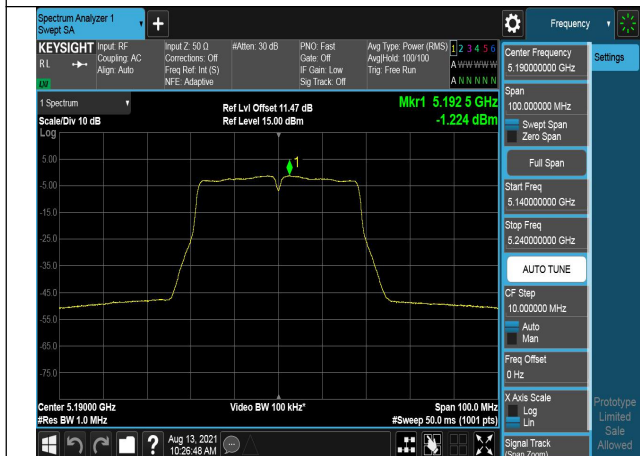 Spectrum Analyzer 1
Swept SA
+
Frequency
KEYSIGHT
Input: RF
Input Z: 50 Ω
#Atten: 30 dB
PNO: Fast
Avg Type: Power (RMS)
1 2 3 4 5 6
RL
Coupling: AC
Corrections: Off
Gate: Off
Avg|Hold: 100/100
A W W W W W
Align: Auto
Freq Ref: Int (S)
IF Gain: Low
Trig: Free Run
NFE: Adaptive
Sig Track: Off
A N N N N N
Center Frequency
5.190000000 GHz
Settings
Span
100.000000 MHz
Swept Span
Zero Span
Full Span
Start Freq
5.140000000 GHz
Stop Freq
5.240000000 GHz
AUTO TUNE
CF Step
10.000000 MHz
Auto
Man
Freq Offset
0 Hz
X Axis Scale
Log
Lin
Signal Track
(Span Zoom)
Prototype
Limited
Sale
Allowed
1 Spectrum
Scale/Div 10 dB
Ref Lvl Offset 11.47 dB
Ref Level 15.00 dBm
Mkr1 5.192 5 GHz
-1.224 dBm
Log
1
5.00
-5.00
-15.0
-25.0
-35.0
-45.0
-55.0
-65.0
-75.0
Center 5.19000 GHz
Video BW 100 kHz*
Span 100.0 MHz
#Res BW 1.0 MHz
#Sweep 50.0 ms (1001 pts)
?
Aug 13, 2021
10:26:48 AM